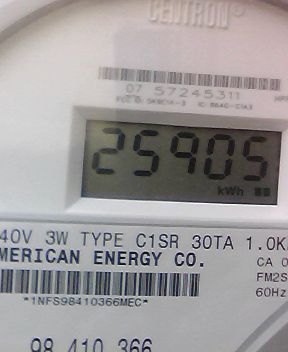 CENTRON®
07 57245311
25905
kWh
40V 3W TYPE C1SR 30TA 1.0K
MERICAN ENERGY CO.
CA 0
FM2S
60Hz
*1NFS98410366MEC*
98 410 366